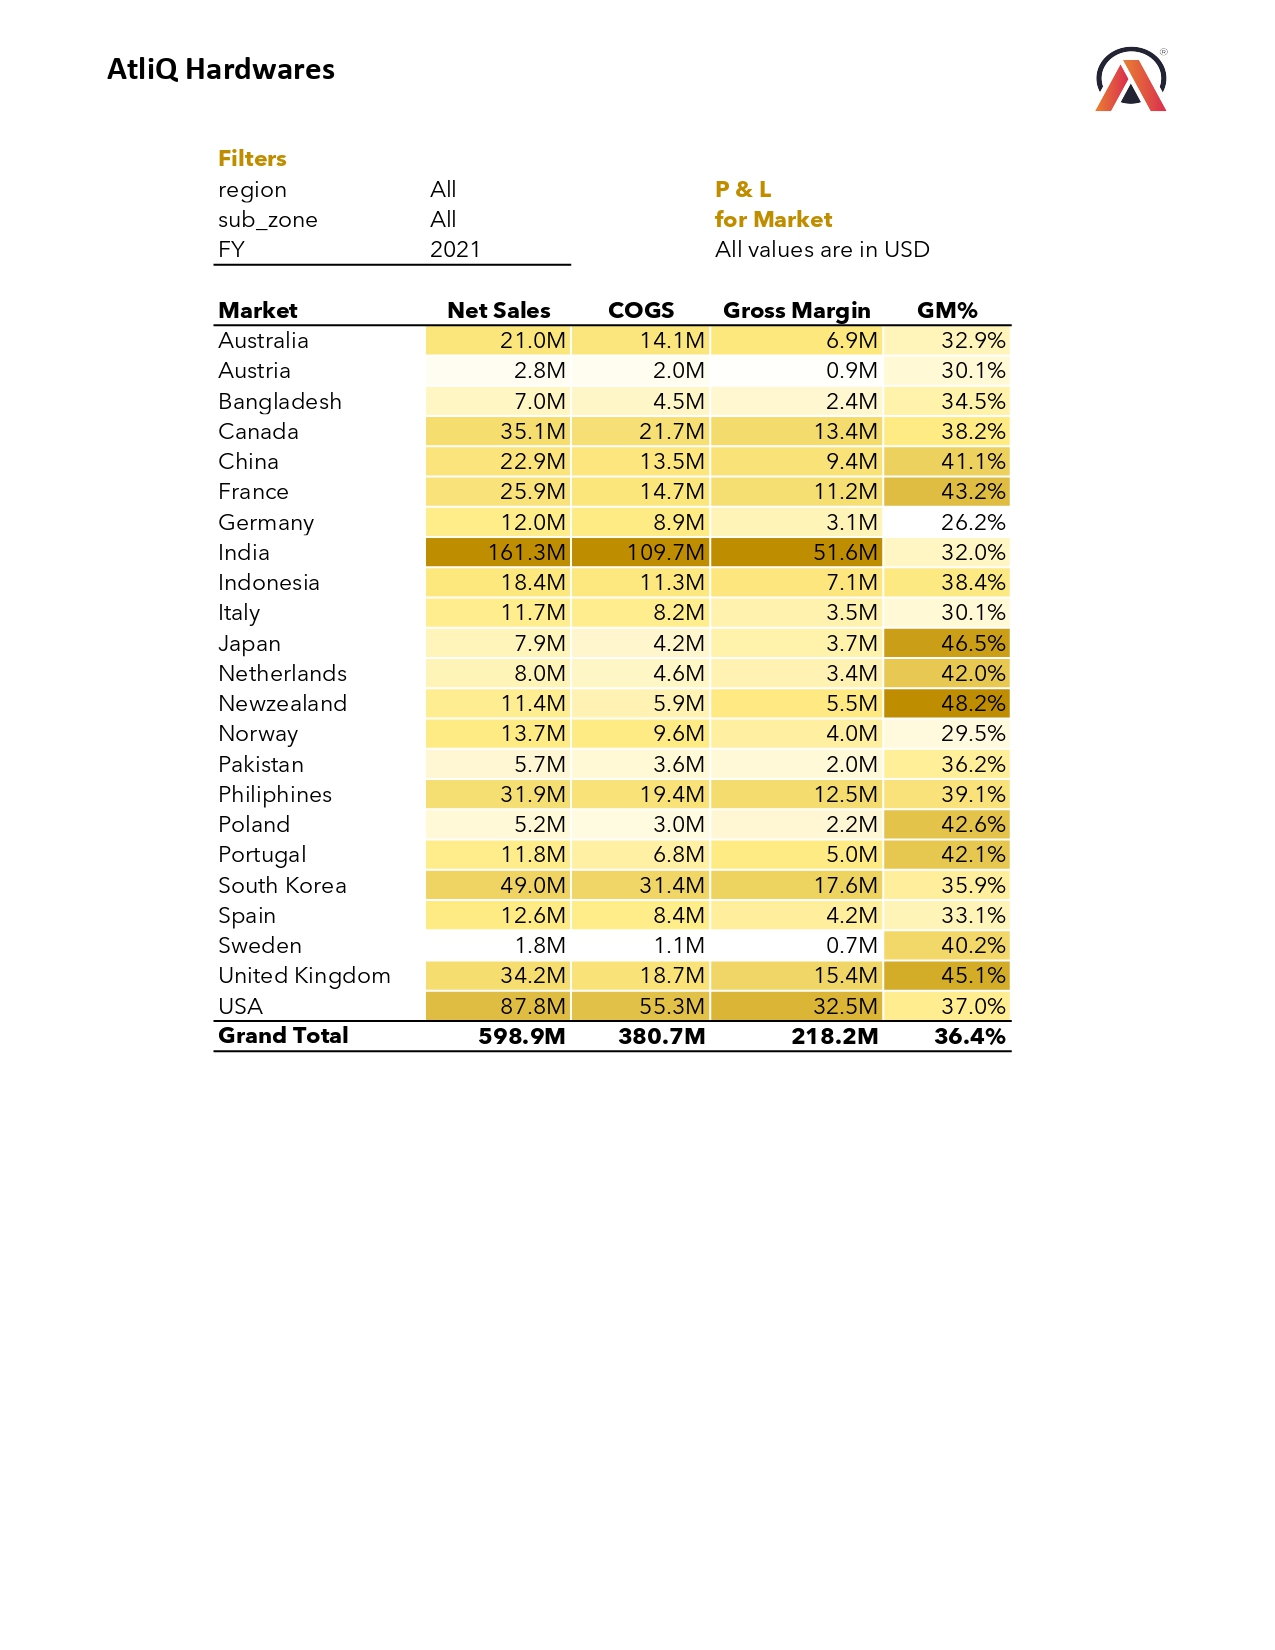 AtliQ Hardwares
®
Filters
region All P & L
sub_zone All for Market
FY 2021 All values are in USD
Market Net Sales COGS Gross Margin GM%
Australia 21.0M 14.1M 6.9M 32.9%
Austria 2.8M 2.0M 0.9M 30.1%
Bangladesh 7.0M 4.5M 2.4M 34.5%
Canada 35.1M 21.7M 13.4M 38.2%
China 22.9M 13.5M 9.4M 41.1%
France 25.9M 14.7M 11.2M 43.2%
Germany 12.0M 8.9M 3.1M 26.2%
India 161.3M 109.7M 51.6M 32.0%
Indonesia 18.4M 11.3M 7.1M 38.4%
Italy 11.7M 8.2M 3.5M 30.1%
Japan 7.9M 4.2M 3.7M 46.5%
Netherlands 8.0M 4.6M 3.4M 42.0%
Newzealand 11.4M 5.9M 5.5M 48.2%
Norway 13.7M 9.6M 4.0M 29.5%
Pakistan 5.7M 3.6M 2.0M 36.2%
Philiphines 31.9M 19.4M 12.5M 39.1%
Poland 5.2M 3.0M 2.2M 42.6%
Portugal 11.8M 6.8M 5.0M 42.1%
South Korea 49.0M 31.4M 17.6M 35.9%
Spain 12.6M 8.4M 4.2M 33.1%
Sweden 1.8M 1.1M 0.7M 40.2%
United Kingdom 34.2M 18.7M 15.4M 45.1%
USA 87.8M 55.3M 32.5M 37.0%
Grand Total 598.9M 380.7M 218.2M 36.4%